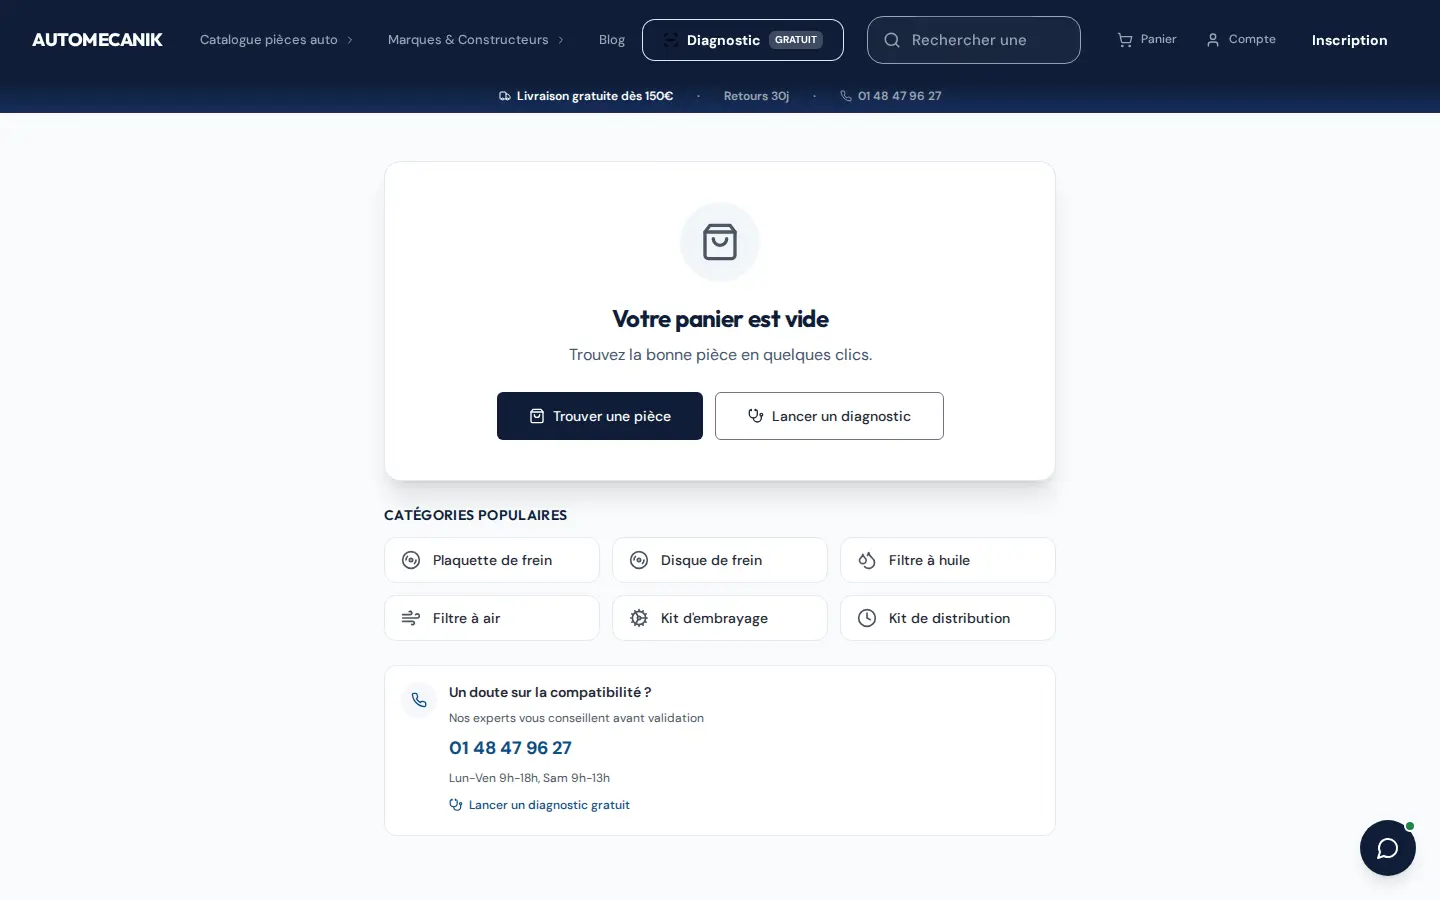 AUTOMECANIK
Catalogue pièces auto
Marques & Constructeurs
Blog
Diagnostic GRATUIT
Rechercher une
Panier
Compte
Inscription
Livraison gratuite dès 150€ · Retours 30j · 01 48 47 96 27
Votre panier est vide
Trouvez la bonne pièce en quelques clics.
Trouver une pièce
Lancer un diagnostic
CATÉGORIES POPULAIRES
Plaquette de frein
Disque de frein
Filtre à huile
Filtre à air
Kit d'embrayage
Kit de distribution
Un doute sur la compatibilité ?
Nos experts vous conseillent avant validation
01 48 47 96 27
Lun-Ven 9h-18h, Sam 9h-13h
Lancer un diagnostic gratuit